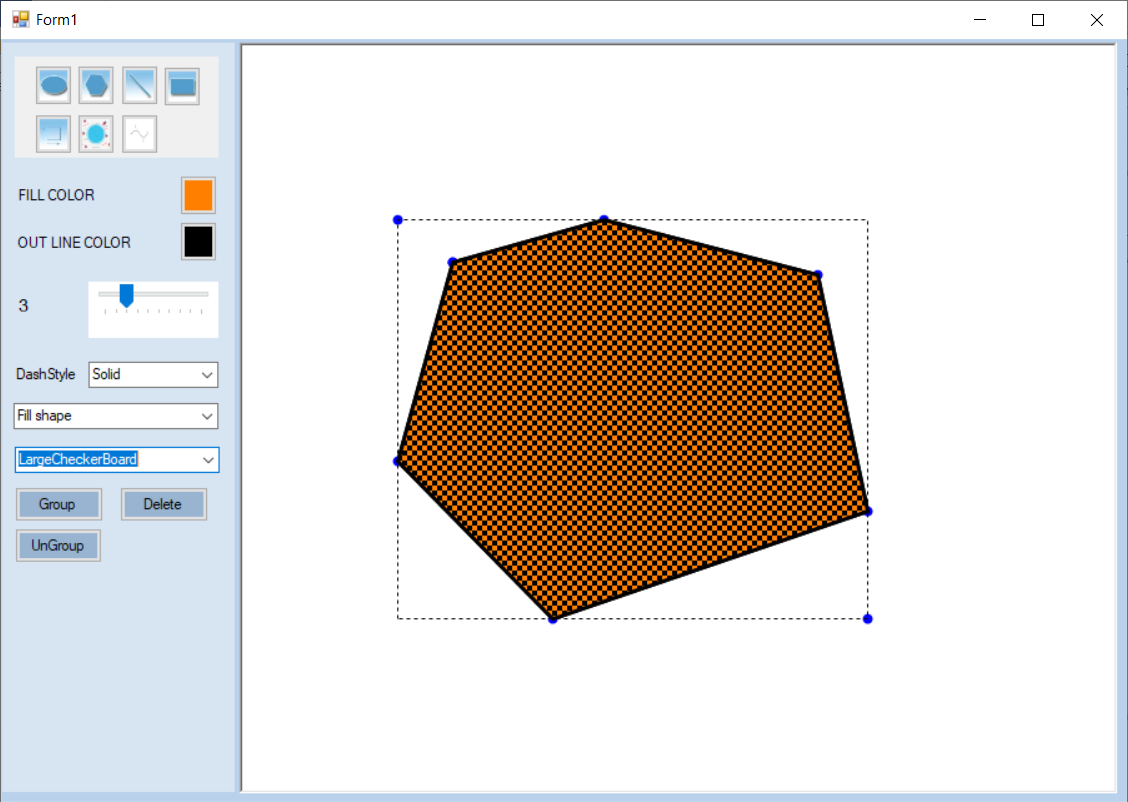 Form1
FILL COLOR
OUT LINE COLOR
3
DashStyle Solid
Fill shape
LargeCheckerBoard
Group Delete
UnGroup